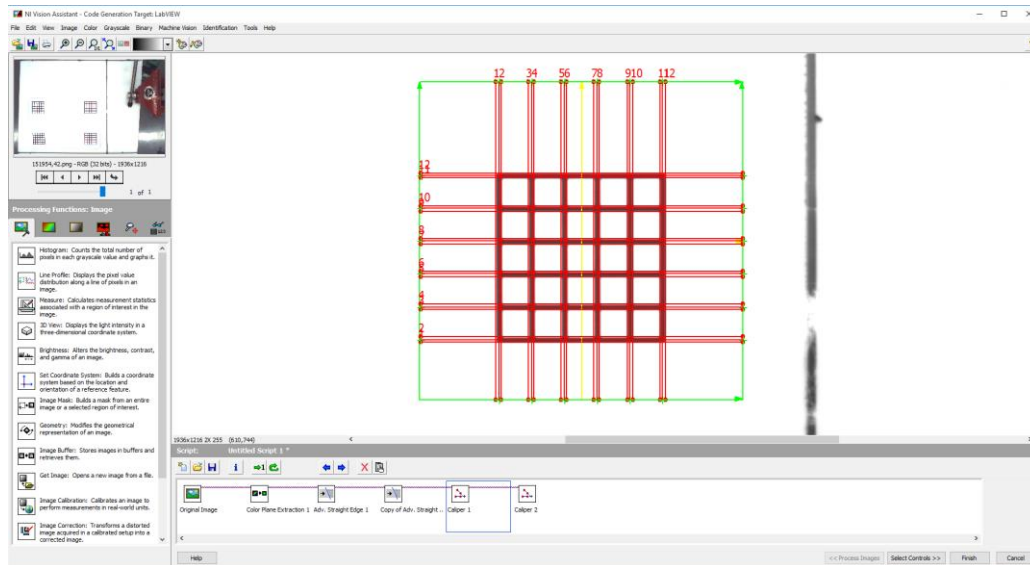 NI Vision Assistant - Code Generation Target: LabVIEW
File Edit View Image Color Grayscale Binary Machine Vision Identification Tools Help
12 34 56 78 910 112
12
10
8
6
4
2
151954,42.png - RGB (32 bits) - 1936x1216
1 of 1
Processing Functions: Image
Histogram: Counts the total number of
pixels in each grayscale value and graphs it.
Line Profile: Displays the pixel value
distribution along a line of pixels in an
image.
Measure: Calculates measurement statistics
associated with a region of interest in the
image.
3D View: Displays the light intensity in a
three-dimensional coordinate system.
Brightness: Alters the brightness, contrast,
and gamma of an image.
Set Coordinate System: Builds a coordinate
system based on the location and
orientation of a reference feature.
Image Mask: Builds a mask from an entire
image or a selected region of interest.
Geometry: Modifies the geometrical
representation of an image.
Image Buffer: Stores images in buffers and
retrieves them.
Get Image: Opens a new image from a file.
Image Calibration: Calibrates an image to
perform measurements in real-world units.
Image Correction: Transforms a distorted
image acquired in a calibrated setup into a
corrected image.
1936x1216 2X 255 (610,744)
Script: Untitled Script 1 *
Original Image Color Plane Extraction 1 Adv. Straight Edge 1 Copy of Adv. Straight .. Caliper 1 Caliper 2
Help << Process Images Select Controls >> Finish Cancel